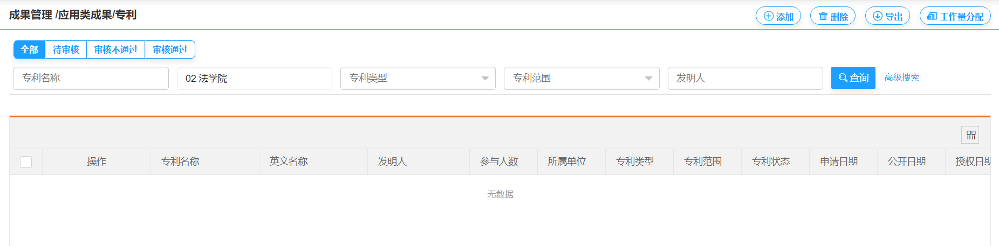 成果管理 /应用类成果/专利
添加 删除 导出 工作量分配
全部 待审核 审核不通过 审核通过
专利名称 02 法学院 专利类型 专利范围 发明人 查询 高级搜索
操作 专利名称 英文名称 发明人 参与人数 所属单位 专利类型 专利范围 专利状态 申请日期 公开日期 授权日期
无数据